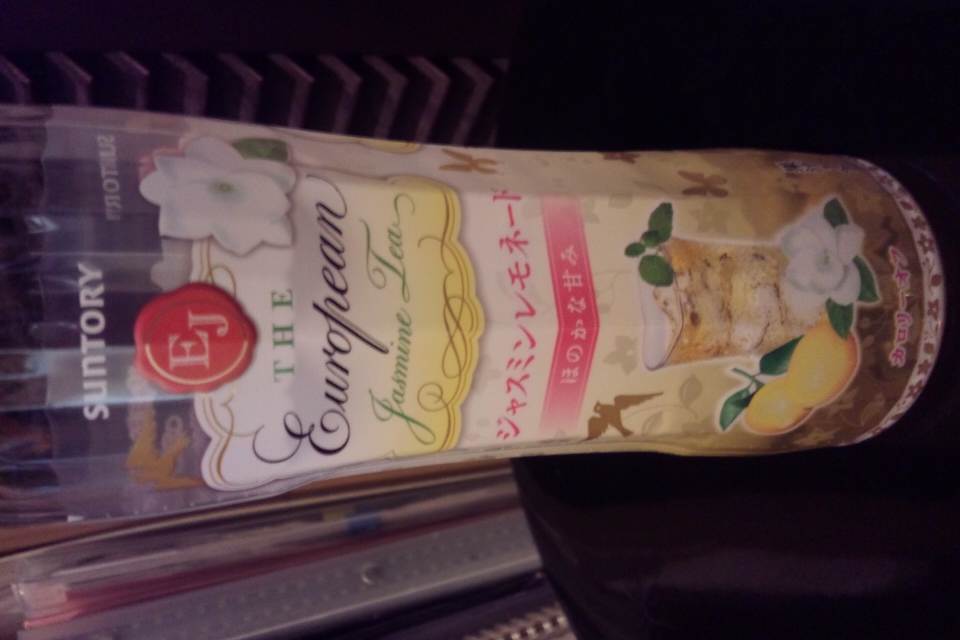 SUNTORY
SUNTORY
EJ
THE
European
Jasmine Tea
ジャスミンレモネード
ほのかな甘み
カロリーオフ